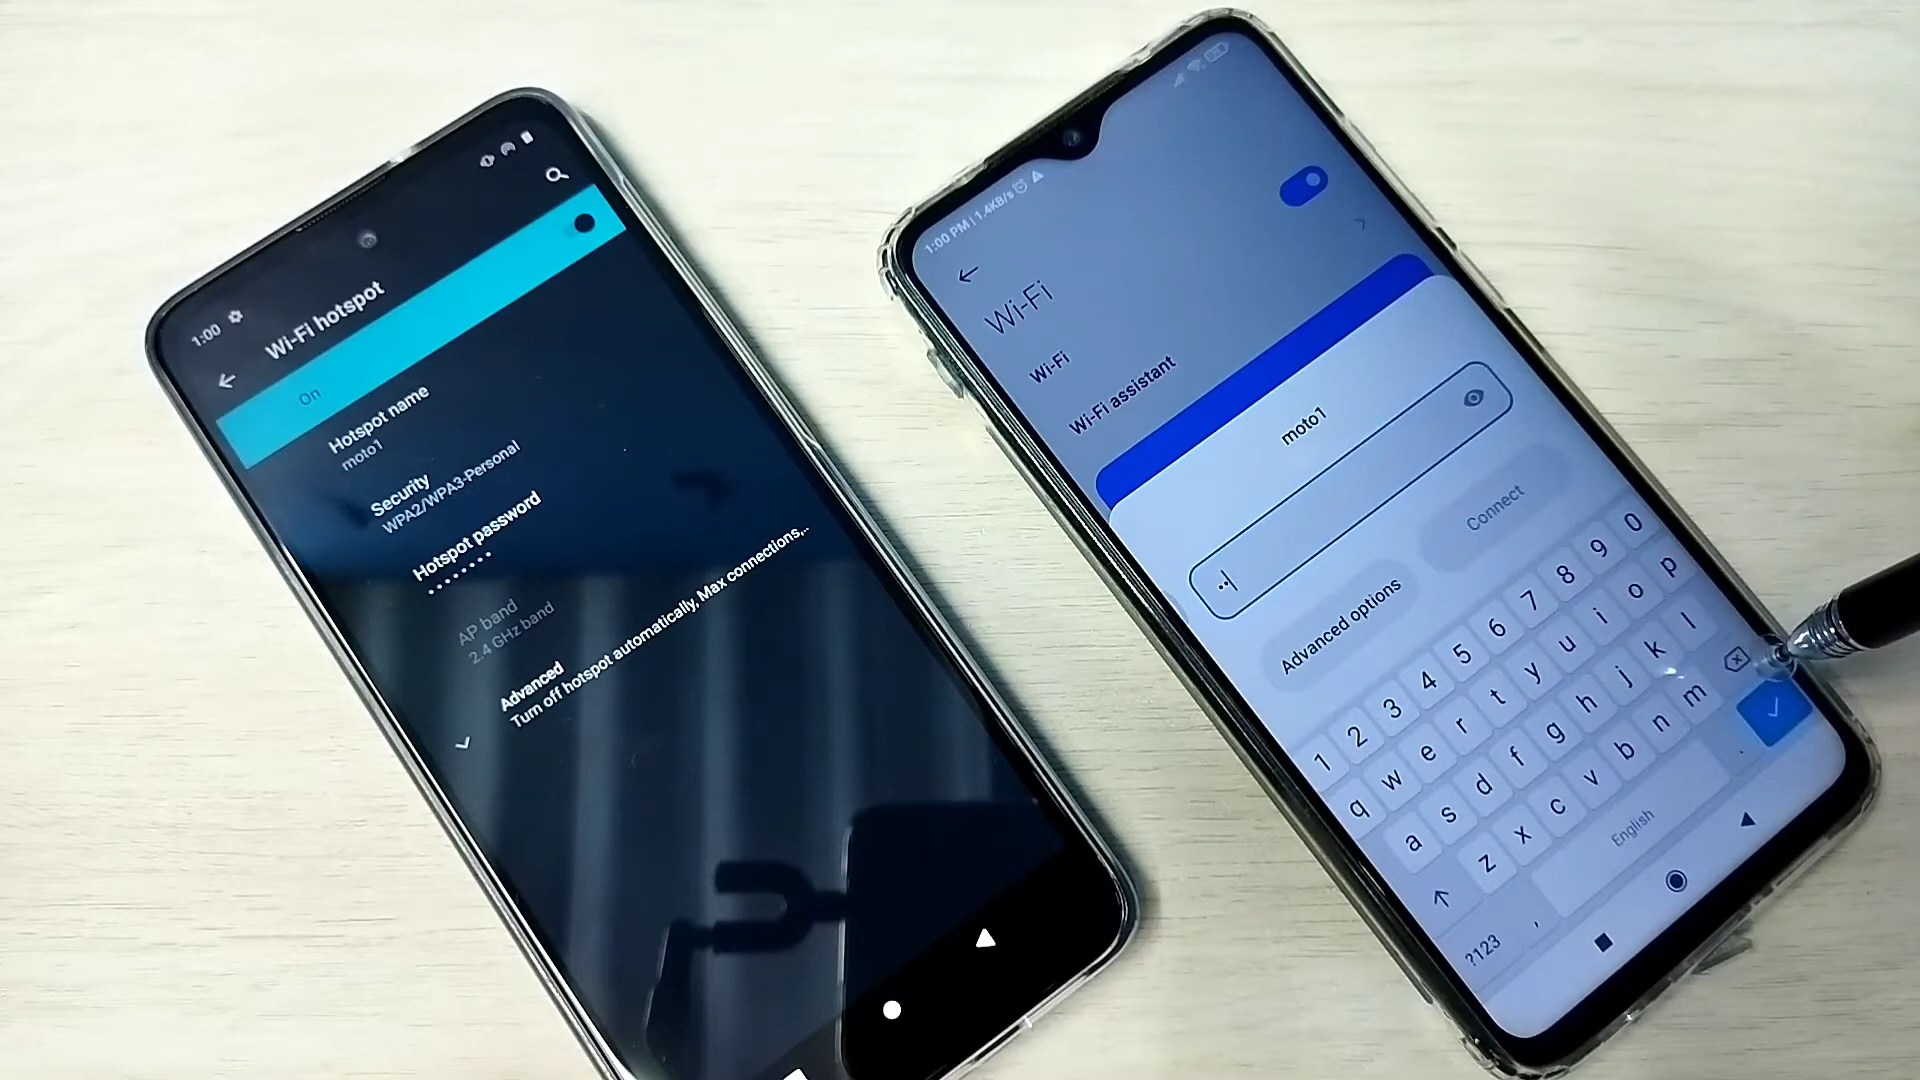 1:00
Wi-Fi hotspot
On
Hotspot name
moto1
Security
WPA2/WPA3-Personal
Hotspot password
••••••••
AP band
2.4 GHz band
Advanced
Turn off hotspot automatically, Max connections,..
1:00 PM | 1.4KB/s
Wi-Fi
Wi-Fi
Wi-Fi assistant
moto1
••
Advanced options
Connect
1 2 3 4 5 6 7 8 9 0
q w e r t y u i o p
a s d f g h j k l
z x c v b n m
?123 , English .